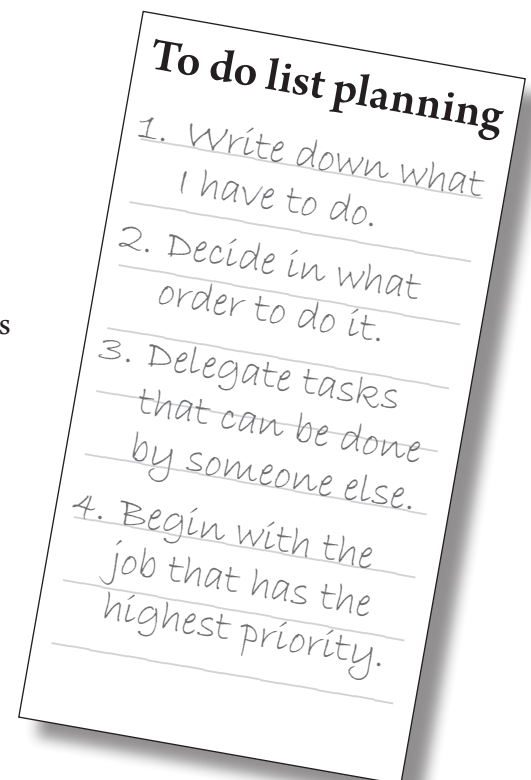 To do list planning
1. Write down what
I have to do.
2. Decide in what
order to do it.
s
3. Delegate tasks
that can be done
by someone else.
4. Begin with the
job that has the
highest priority.